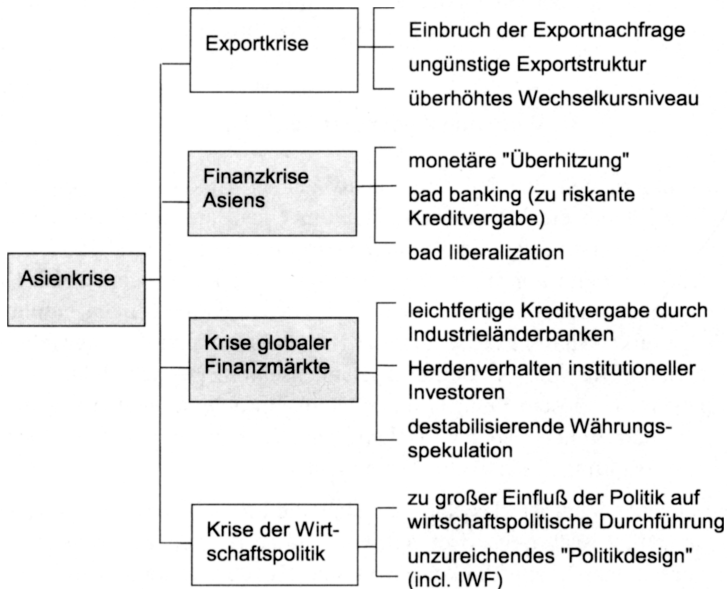 Exportkrise
Einbruch der Exportnachfrage
ungünstige Exportstruktur
überhöhtes Wechselkursniveau
Finanzkrise
Asiens
monetäre "Überhitzung"
bad banking (zu riskante
Kreditvergabe)
bad liberalization
Asienkrise
Krise globaler
Finanzmärkte
leichtfertige Kreditvergabe durch
Industrieländerbanken
Herdenverhalten institutioneller
Investoren
destabilisierende Währungs-
spekulation
Krise der Wirt-
schaftspolitik
zu großer Einfluß der Politik auf
wirtschaftspolitische Durchführung
unzureichendes "Politikdesign"
(incl. IWF)